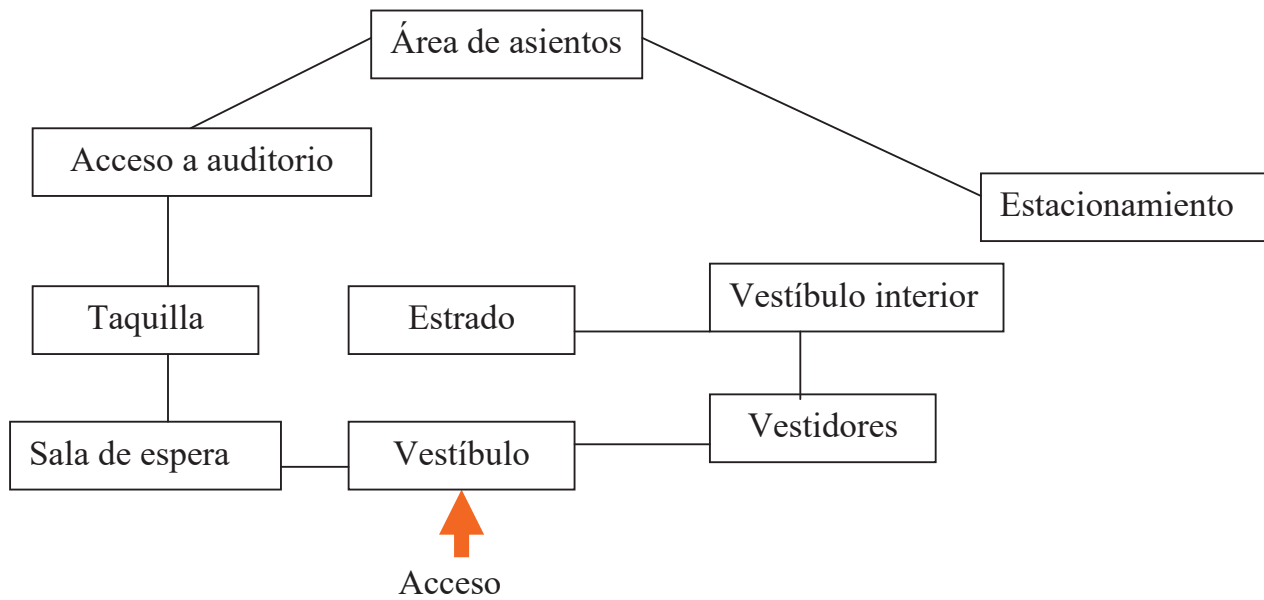 Área de asientos
Acceso a auditorio
Estacionamiento
Taquilla
Estrado
Vestíbulo interior
Sala de espera
Vestíbulo
Vestidores
Acceso